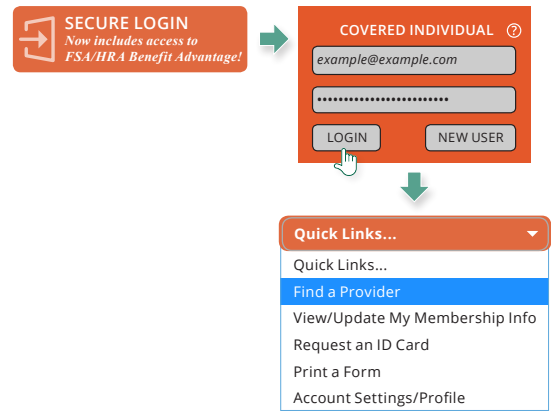 SECURE LOGIN
Now includes access to
FSA/HRA Benefit Advantage!
COVERED INDIVIDUAL ?
example@example.com
•••••••••••••••••••••••••
LOGIN
NEW USER
Quick Links...
Quick Links...
Find a Provider
View/Update My Membership Info
Request an ID Card
Print a Form
Account Settings/Profile